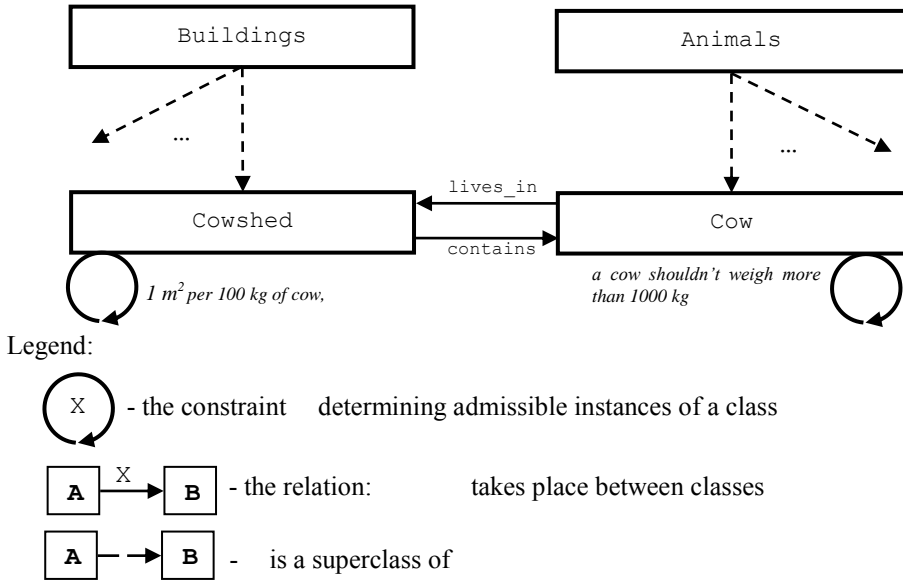 Buildings
Animals
...
...
lives_in
Cowshed
Cow
contains
1 m² per 100 kg of cow,
a cow shouldn't weigh more
than 1000 kg
Legend:
X - the constraint determining admissible instances of a class
X
A B - the relation: takes place between classes
A B - is a superclass of